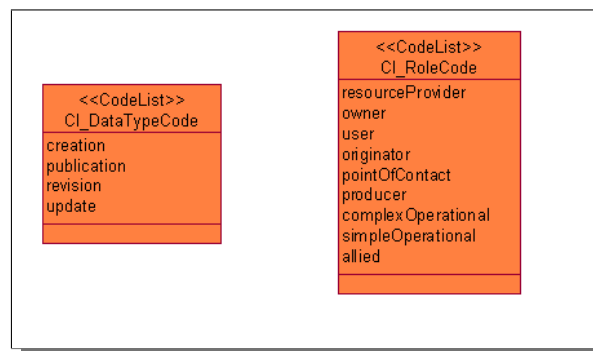 <<CodeList>>
CI_DataTypeCode
creation
publication
revision
update
<<CodeList>>
CI_RoleCode
resourceProvider
owner
user
originator
pointOfContact
producer
complexOperational
simpleOperational
allied